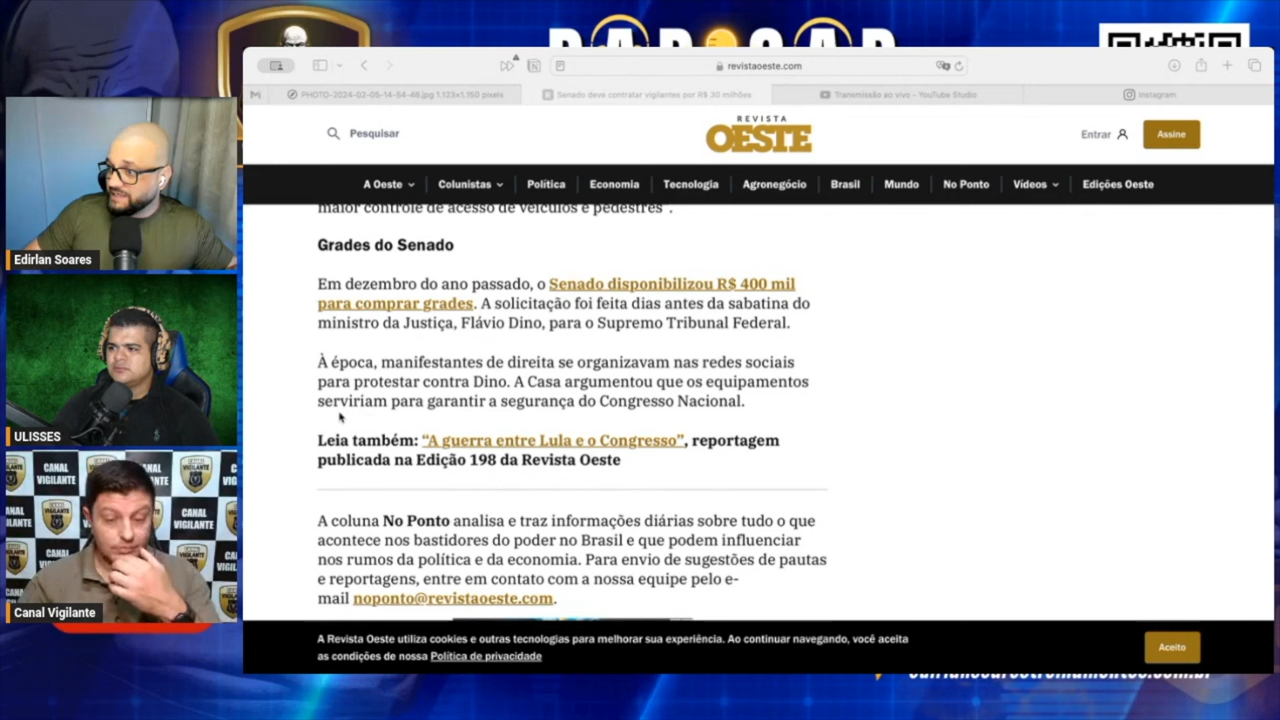 revistaoeste.com
PHOTO-2024-02-05-14-54-46.jpg 1.123×1.150 pixels
Senado deve contratar vigilantes por R$ 30 milhões
Transmissão ao vivo - YouTube Studio
Instagram
Pesquisar
REVISTA
OESTE
Entrar
Assine
A Oeste
Colunistas
Política
Economia
Tecnologia
Agronegócio
Brasil
Mundo
No Ponto
Vídeos
Edições Oeste
maior controle de acesso de veículos e pedestres".
Grades do Senado
Em dezembro do ano passado, o Senado disponibilizou R$ 400 mil
para comprar grades. A solicitação foi feita dias antes da sabatina do
ministro da Justiça, Flávio Dino, para o Supremo Tribunal Federal.
À época, manifestantes de direita se organizavam nas redes sociais
para protestar contra Dino. A Casa argumentou que os equipamentos
serviriam para garantir a segurança do Congresso Nacional.
Leia também: “A guerra entre Lula e o Congresso”, reportagem
publicada na Edição 198 da Revista Oeste
A coluna No Ponto analisa e traz informações diárias sobre tudo o que
acontece nos bastidores do poder no Brasil e que podem influenciar
nos rumos da política e da economia. Para envio de sugestões de pautas
e reportagens, entre em contato com a nossa equipe pelo e-
mail noponto@revistaoeste.com.
A Revista Oeste utiliza cookies e outras tecnologias para melhorar sua experiência. Ao continuar navegando, você aceita
as condições de nossa Política de privacidade
Aceito
Edirlan Soares
ULISSES
CANAL
VIGILANTE
CANAL
VIGILANTE
CANAL
VIGILANTE
Canal Vigilante